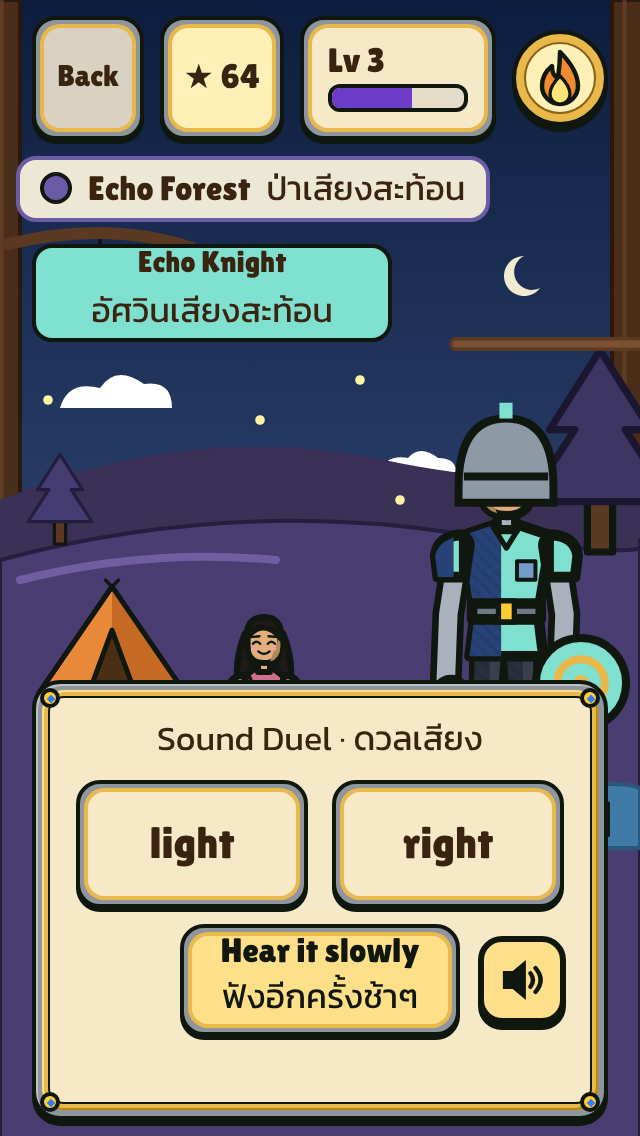 Back
★ 64
Lv 3
Echo Forest ป่าเสียงสะท้อน
Echo Knight
อัศวินเสียงสะท้อน
Sound Duel · ดวลเสียง
light
right
Hear it slowly
ฟังอีกครั้งช้าๆ